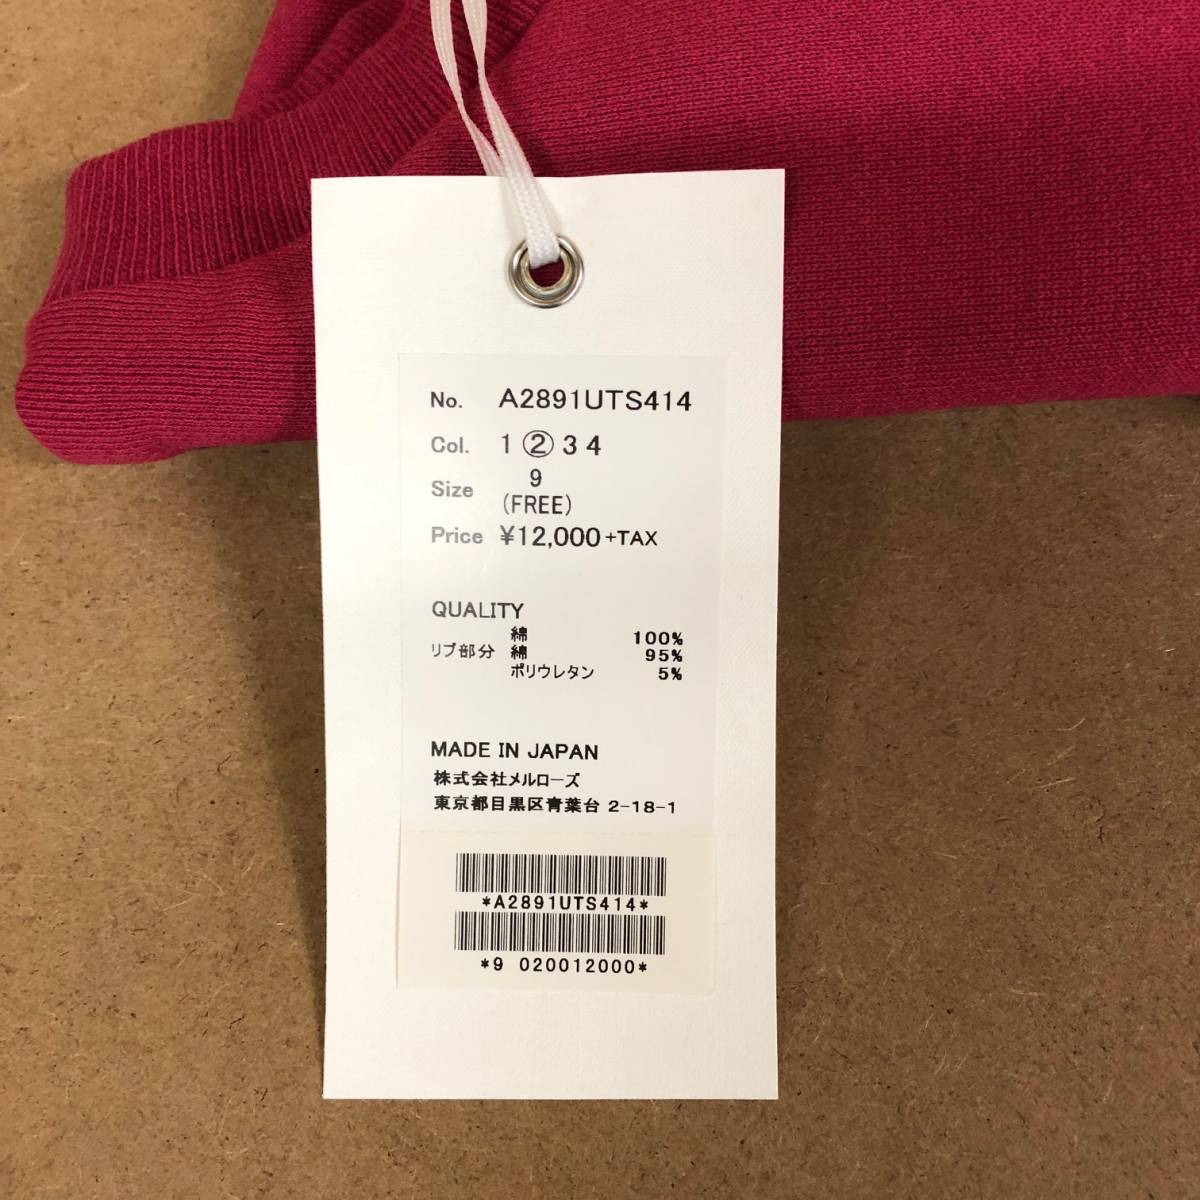 No. A2891UTS414
Col. 1 ② 3 4
Size 9
(FREE)
Price ¥12,000 +TAX
QUALITY
綿 100%
リブ部分 綿 95%
ポリウレタン 5%
MADE IN JAPAN
株式会社メルローズ
東京都目黒区青葉台 2-18-1
*A2891UTS414*
*9 020012000*